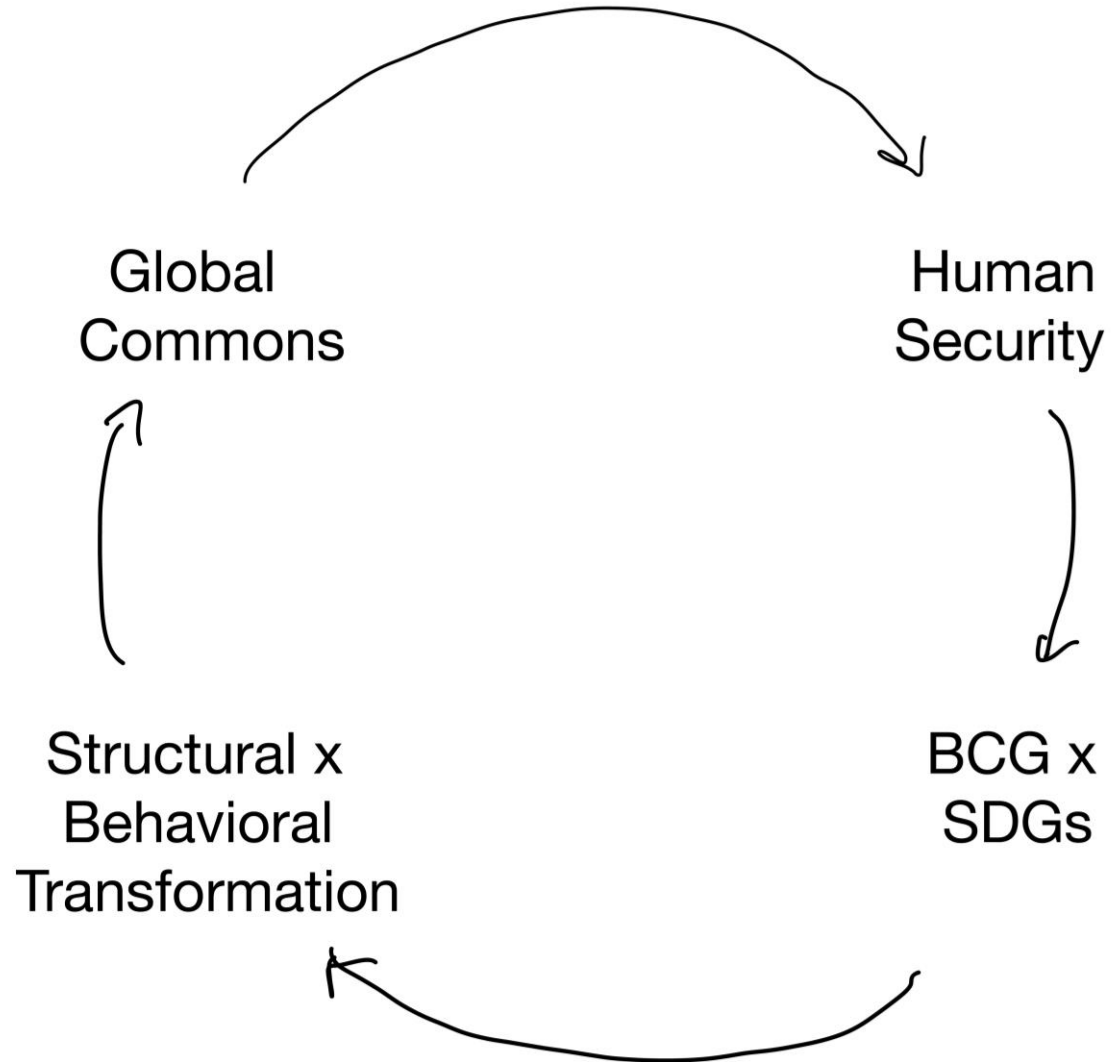 Global
Commons
Human
Security
Structural x
Behavioral
Transformation
BCG x
SDGs